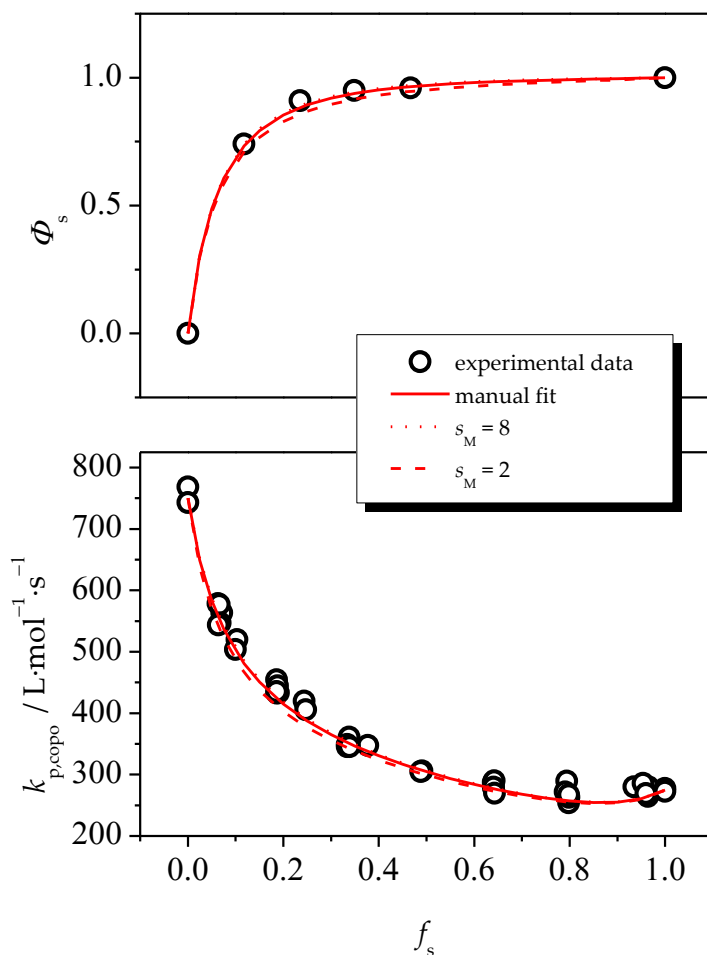 1.0
0.5
0.0
Φs
experimental data
manual fit
sM = 8
sM = 2
800
700
600
500
400
300
200
kp,copo / L·mol−1·s−1
0.0 0.2 0.4 0.6 0.8 1.0
fs